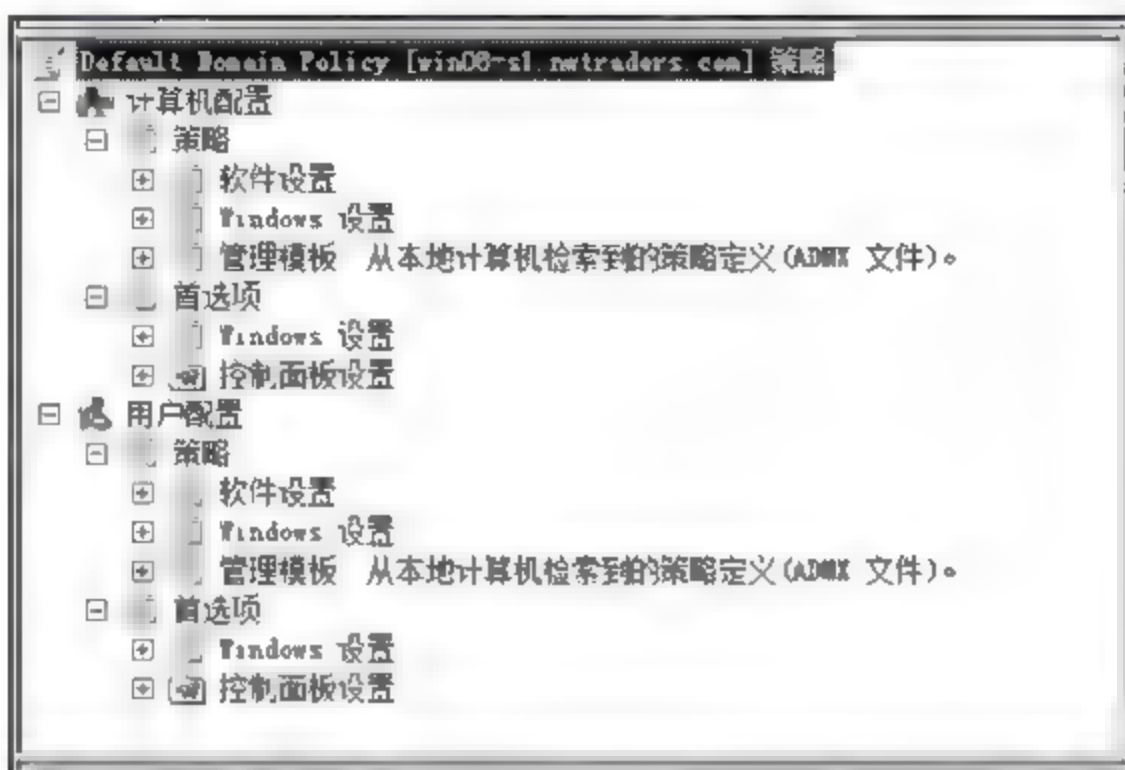 Default Domain Policy [win08-s1.nwtraders.com] 策略
计算机配置
策略
软件设置
Windows 设置
管理模板 从本地计算机检索到的策略定义(ADMX 文件)。
首选项
Windows 设置
控制面板设置
用户配置
策略
软件设置
Windows 设置
管理模板 从本地计算机检索到的策略定义(ADMX 文件)。
首选项
Windows 设置
控制面板设置